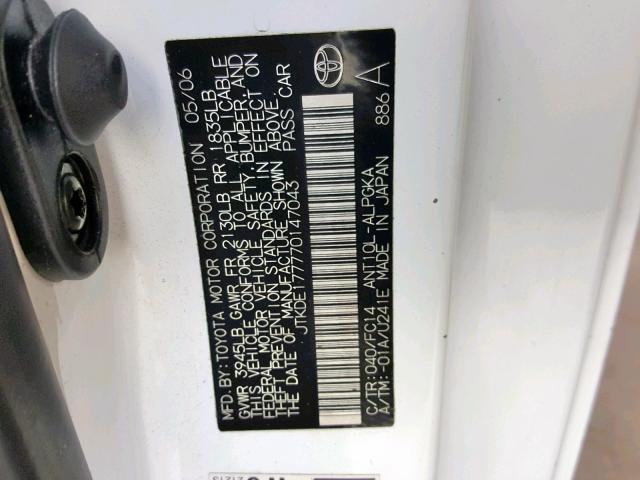 MFD. BY: TOYOTA MOTOR CORPORATION 05/06
GVWR 3945LB GAWR FR 2130LB RR 1835LB
THIS VEHICLE CONFORMS TO ALL APPLICABLE
FEDERAL MOTOR VEHICLE SAFETY, BUMPER, AND
THEFT PREVENTION STANDARDS IN EFFECT ON
THE DATE OF MANUFACTURE SHOWN ABOVE.
JTKDE177770147043 PASS CAR
C/TR: 040/FC14 ANT10L-ALPGKA
A/TM: -01A/U241E MADE IN JAPAN 886 A